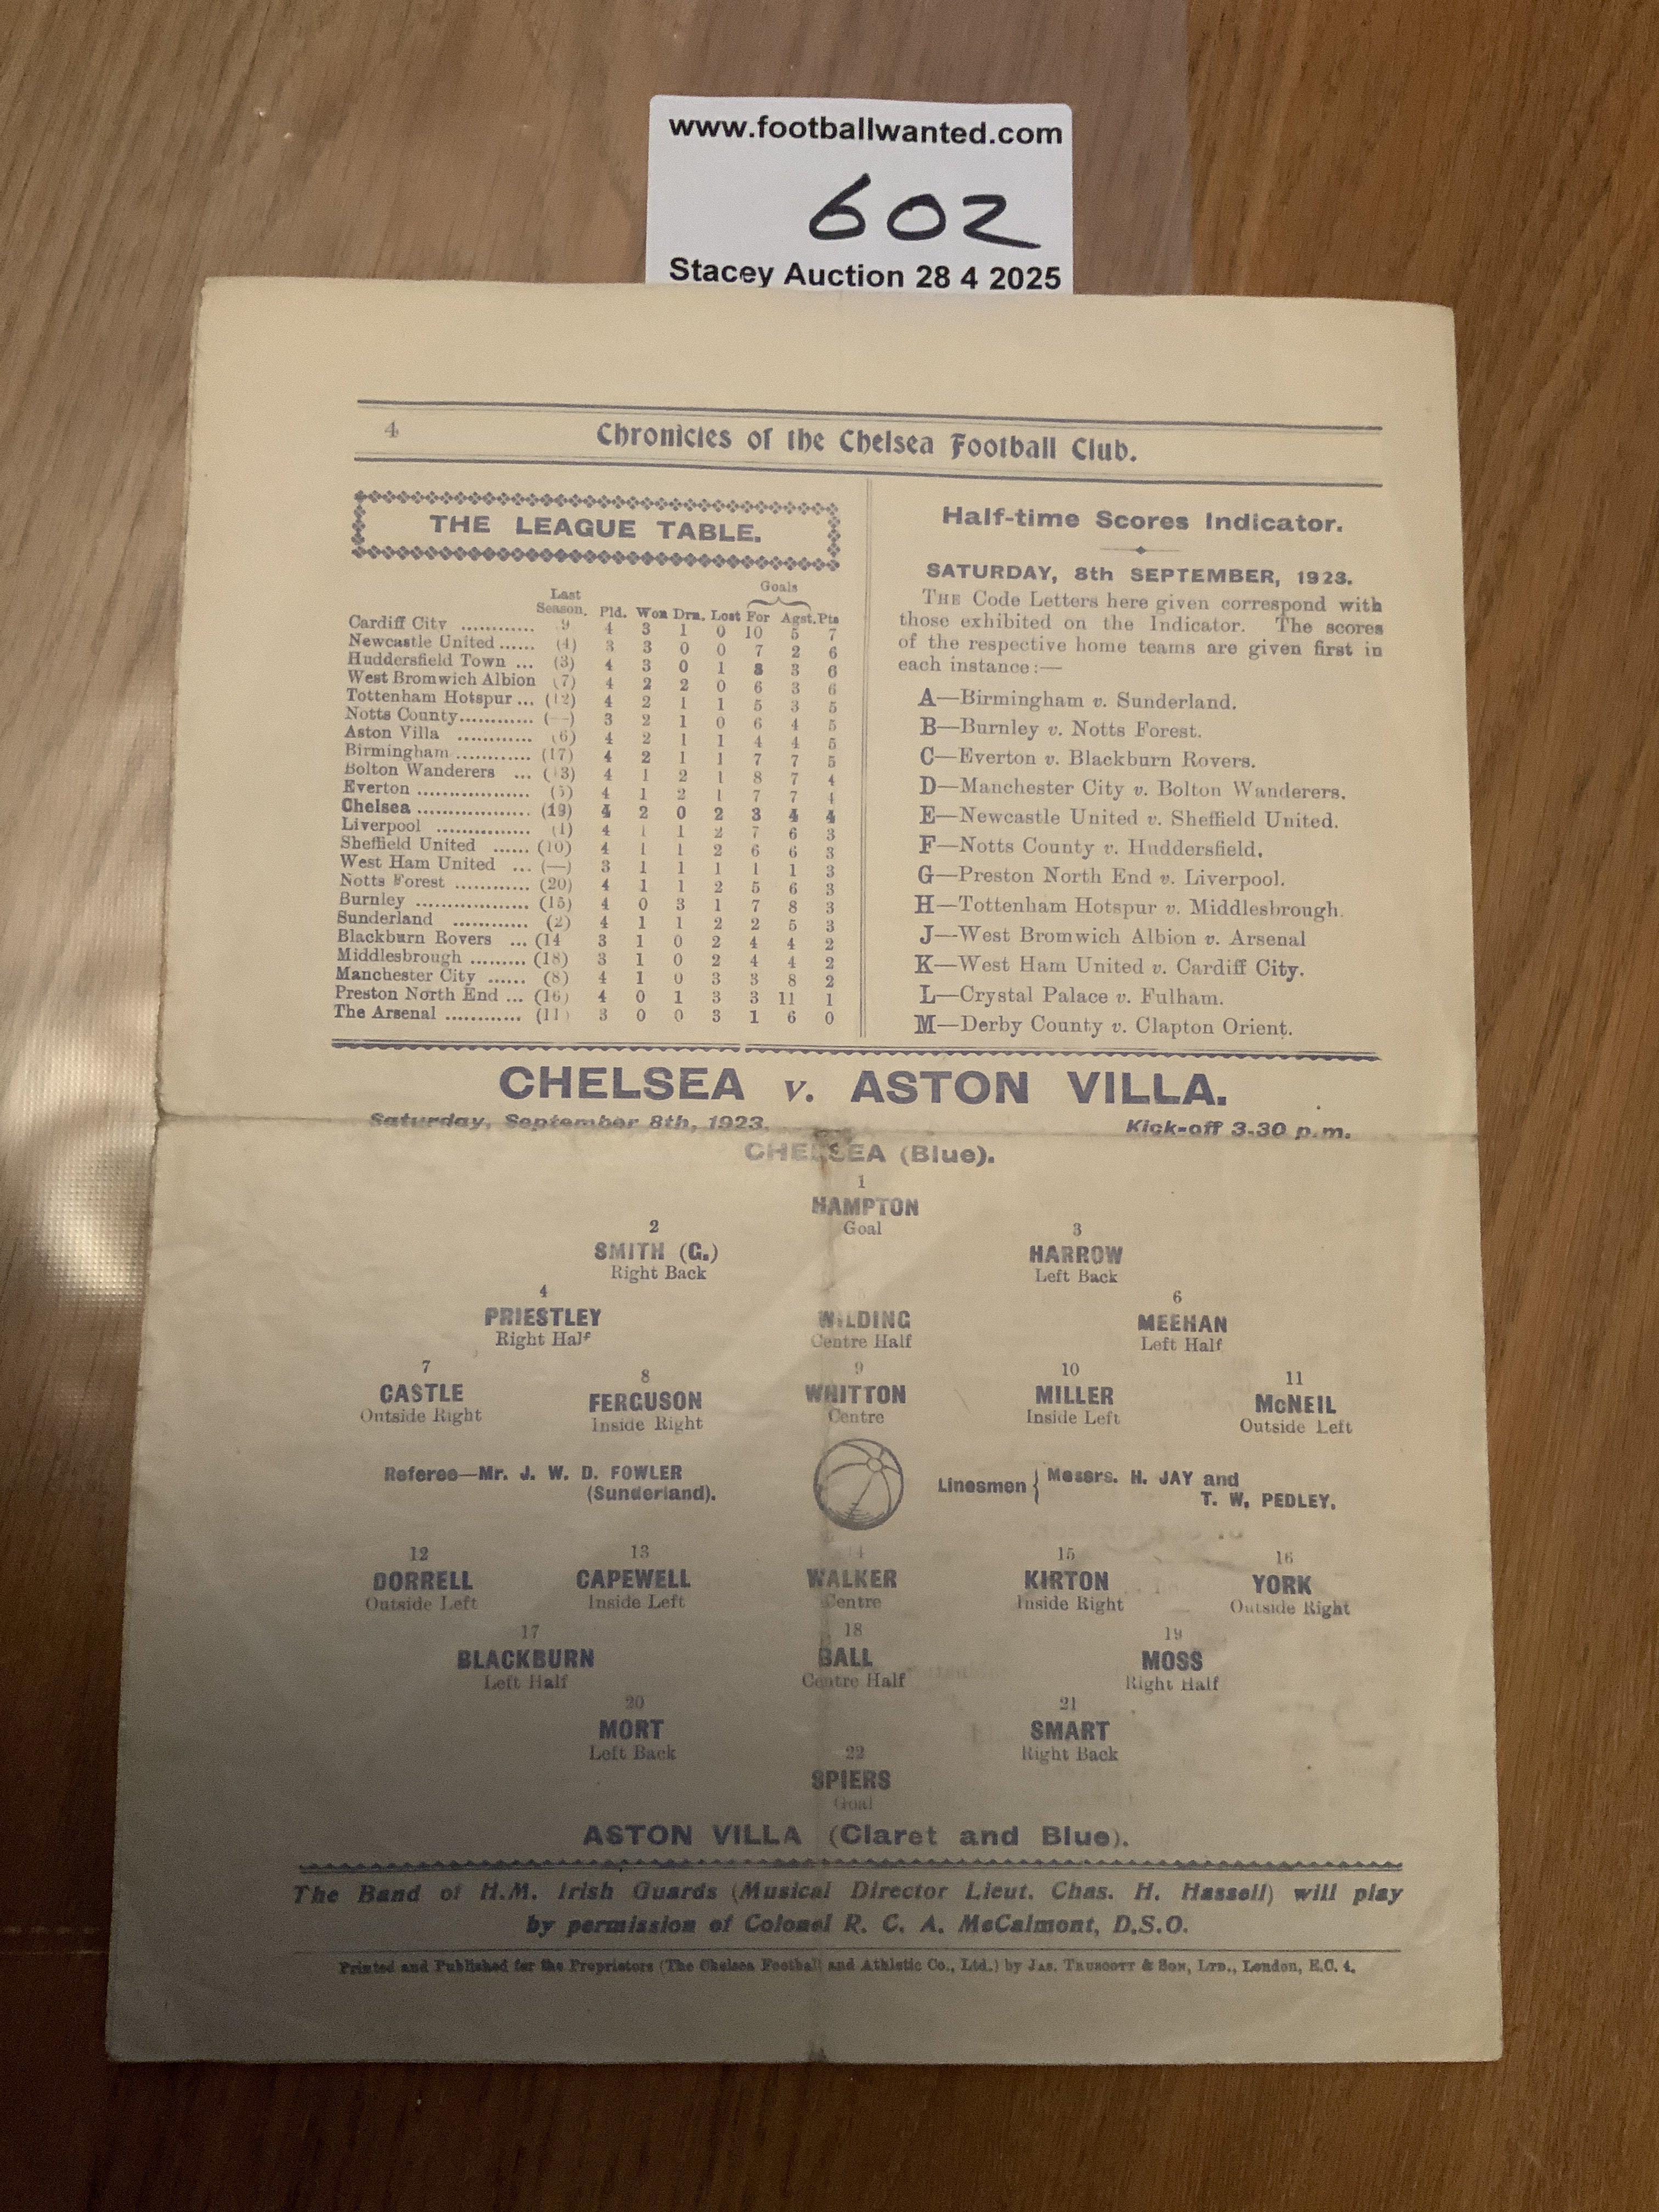 www.footballwanted.com
602
Stacey Auction 28 4 2025
4 Chronicles of the Chelsea Football Club.
THE LEAGUE TABLE.
Goals
Last
Season. Pld. Won Drn. Lost For Agst. Pts
Cardiff City ............ 9 4 3 1 0 10 5 7
Newcastle United ...... (4) 3 3 0 0 7 2 6
Huddersfield Town ... (3) 4 3 0 1 8 3 6
West Bromwich Albion (7) 4 2 2 0 6 3 6
Tottenham Hotspur ... (12) 4 2 1 1 5 3 5
Notts County ............ (—) 3 2 1 0 6 4 5
Aston Villa ............ (6) 4 2 1 1 4 4 5
Birmingham ............ (17) 4 2 1 1 7 7 5
Bolton Wanderers ... (13) 4 1 2 1 8 7 4
Everton .................. (5) 4 1 2 1 7 7 4
Chelsea .................. (19) 4 2 0 2 3 4 4
Liverpool ............... (1) 4 1 1 2 7 6 3
Sheffield United ...... (10) 4 1 1 2 6 6 3
West Ham United ... (—) 3 1 1 1 1 1 3
Notts Forest ............ (20) 4 1 1 2 5 6 3
Burnley .................. (15) 4 0 3 1 7 8 3
Sunderland ............ (2) 4 1 1 2 2 5 3
Blackburn Rovers ... (14 3 1 0 2 4 4 2
Middlesbrough ......... (18) 3 1 0 2 4 4 2
Manchester City ...... (8) 4 1 0 3 3 8 2
Preston North End ... (16) 4 0 1 3 3 11 1
The Arsenal ............ (11) 3 0 0 3 1 6 0
Half-time Scores Indicator.
SATURDAY, 8th SEPTEMBER, 1923.
THE Code Letters here given correspond with
those exhibited on the Indicator. The scores
of the respective home teams are given first in
each instance:—
A—Birmingham v. Sunderland.
B—Burnley v. Notts Forest.
C—Everton v. Blackburn Rovers.
D—Manchester City v. Bolton Wanderers.
E—Newcastle United v. Sheffield United.
F—Notts County v. Huddersfield.
G—Preston North End v. Liverpool.
H—Tottenham Hotspur v. Middlesbrough.
J—West Bromwich Albion v. Arsenal
K—West Ham United v. Cardiff City.
L—Crystal Palace v. Fulham.
M—Derby County v. Clapton Orient.
CHELSEA v. ASTON VILLA.
Saturday, September 8th, 1923. Kick-off 3-30 p.m.
CHELSEA (Blue).
1
HAMPTON
Goal
2 3
SMITH (G.) HARROW
Right Back Left Back
4 6
PRIESTLEY WILDING MEEHAN
Right Half Centre Half Left Half
7 8 9 10 11
CASTLE FERGUSON WHITTON MILLER McNEIL
Outside Right Inside Right Centre Inside Left Outside Left
Referee—Mr. J. W. D. FOWLER
(Sunderland).
Linesmen { Messrs. H. JAY and
T. W. PEDLEY.
12 13 14 15 16
DORRELL CAPEWELL WALKER KIRTON YORK
Outside Left Inside Left Centre Inside Right Outside Right
17 18 19
BLACKBURN BALL MOSS
Left Half Centre Half Right Half
20 21
MORT SMART
Left Back Right Back
22
SPIERS
Goal
ASTON VILLA (Claret and Blue).
The Band of H.M. Irish Guards (Musical Director Lieut. Chas. H. Hassell) will play
by permission of Colonel R. C. A. McCalmont, D.S.O.
Printed and Published for the Proprietors (The Chelsea Football and Athletic Co., Ltd.) by JAS. TRUSCOTT & SON, LTD., London, E.C. 4.